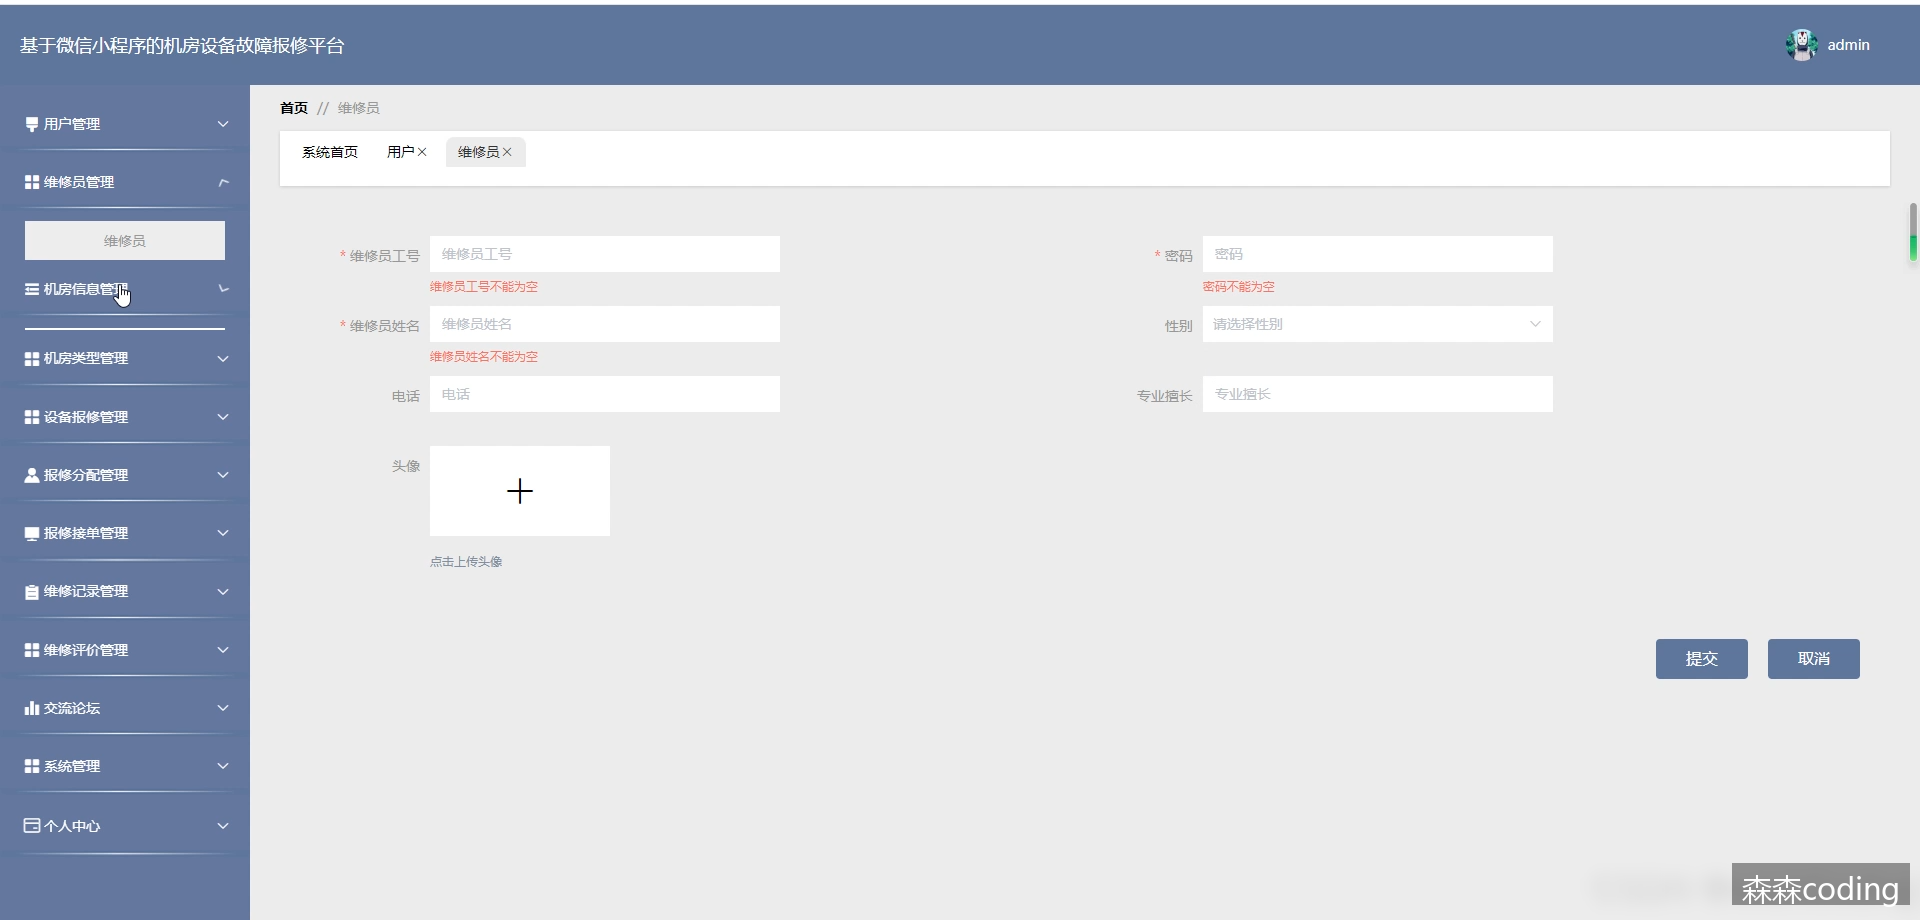 基于微信小程序的机房设备故障报修平台
admin
用户管理
维修员管理
维修员
机房信息管理
机房类型管理
设备报修管理
报修分配管理
报修接单管理
维修记录管理
维修评价管理
交流论坛
系统管理
个人中心
首页 // 维修员
系统首页 用户× 维修员×
* 维修员工号 维修员工号 * 密码 密码
维修员工号不能为空 密码不能为空
* 维修员姓名 维修员姓名 性别 请选择性别
维修员姓名不能为空
电话 电话 专业擅长 专业擅长
头像
点击上传头像
提交 取消
森森coding